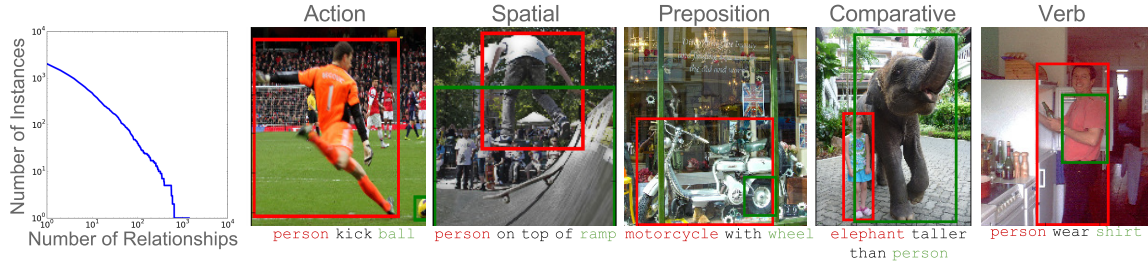 Action
Spatial
Preposition
Comparative
Verb
Number of Instances
10^4
10^3
10^2
10^1
10^0
10^0
10^1
10^2
10^3
10^4
Number of Relationships
person kick ball
person on top of ramp
motorcycle with wheel
elephant taller
than person
person wear shirt